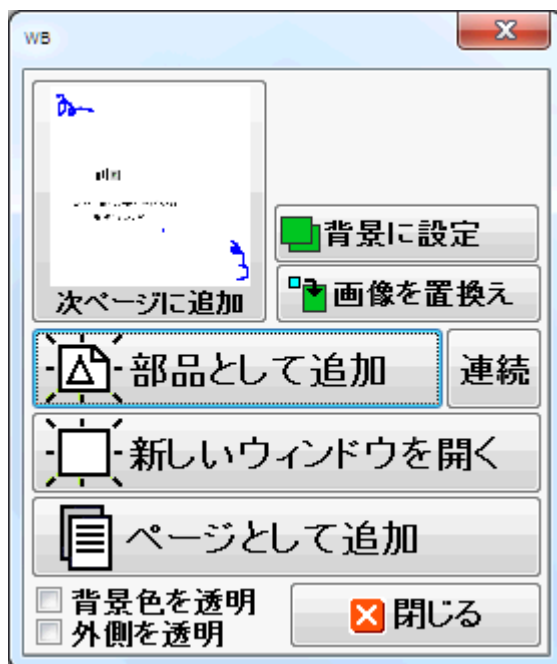 WB
次ページに追加
背景に設定
画像を置換え
部品として追加
連続
新しいウィンドウを開く
ページとして追加
背景色を透明
外側を透明
閉じる